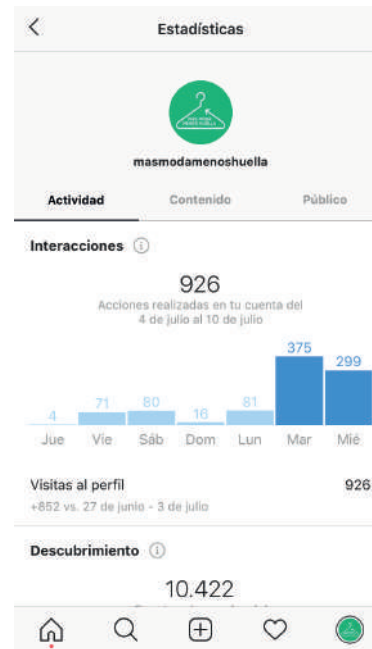 Estadísticas
masmodamenoshuella
Actividad Contenido Público
Interacciones
926
Acciones realizadas en tu cuenta del
4 de julio al 10 de julio
4 71 80 16 81 375 299
Jue Vie Sáb Dom Lun Mar Mié
Visitas al perfil 926
+852 vs. 27 de junio - 3 de julio
Descubrimiento
10.422